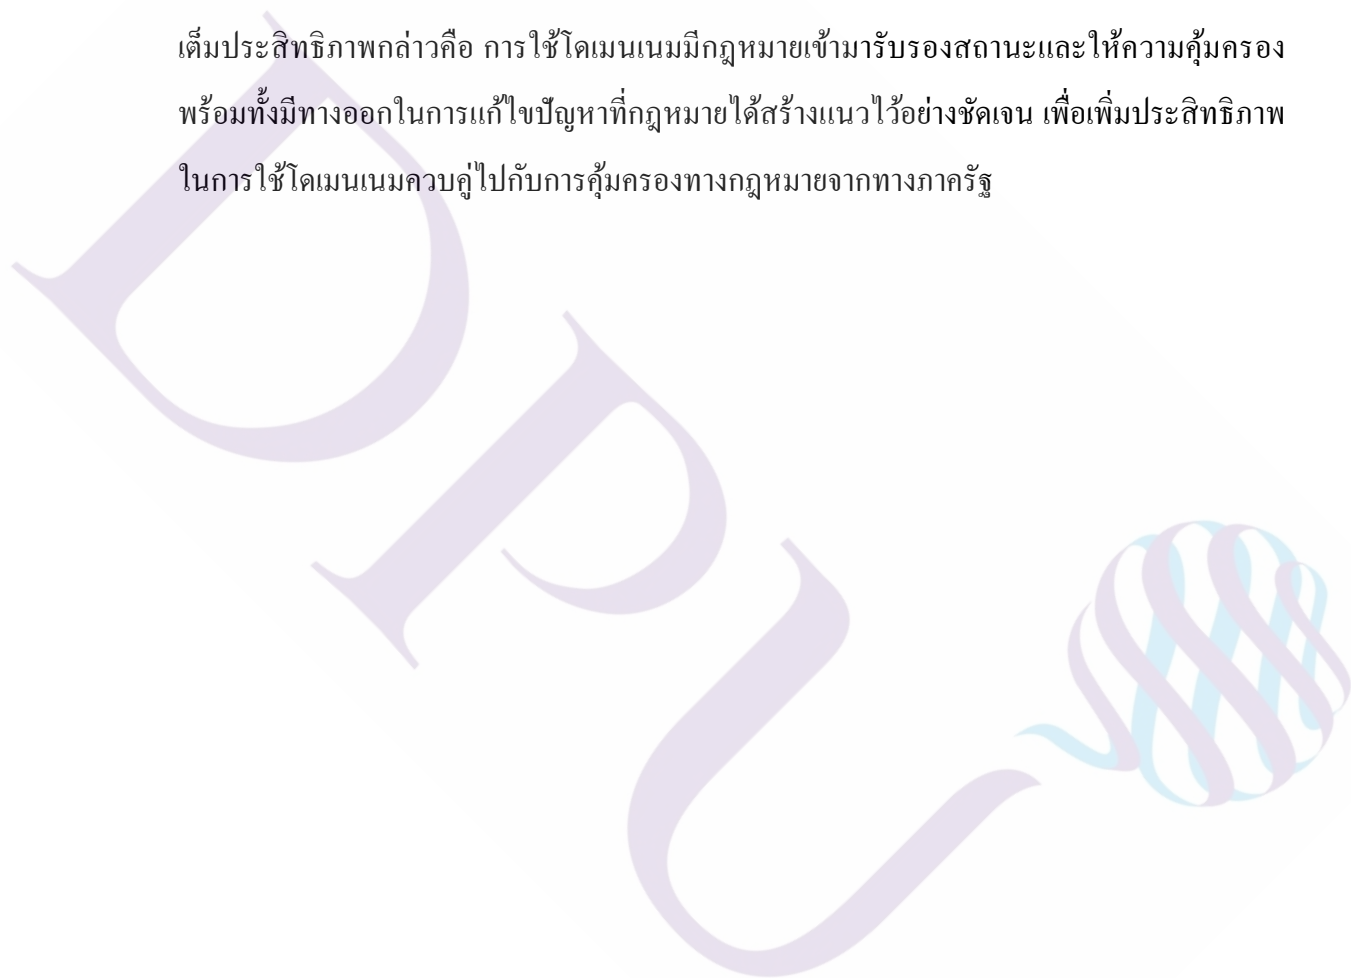 เต็มประสิทธิภาพกล่าวคือ การใช้โดเมนเนมมีกฎหมายเข้ามารับรองสถานะและให้ความคุ้มครอง
พร้อมทั้งมีทางออกในการแก้ไขปัญหาที่กฎหมายได้สร้างแนวไว้อย่างชัดเจน เพื่อเพิ่มประสิทธิภาพ
ในการใช้โดเมนเนมควบคู่ไปกับการคุ้มครองทางกฎหมายจากทางภาครัฐ
DPU